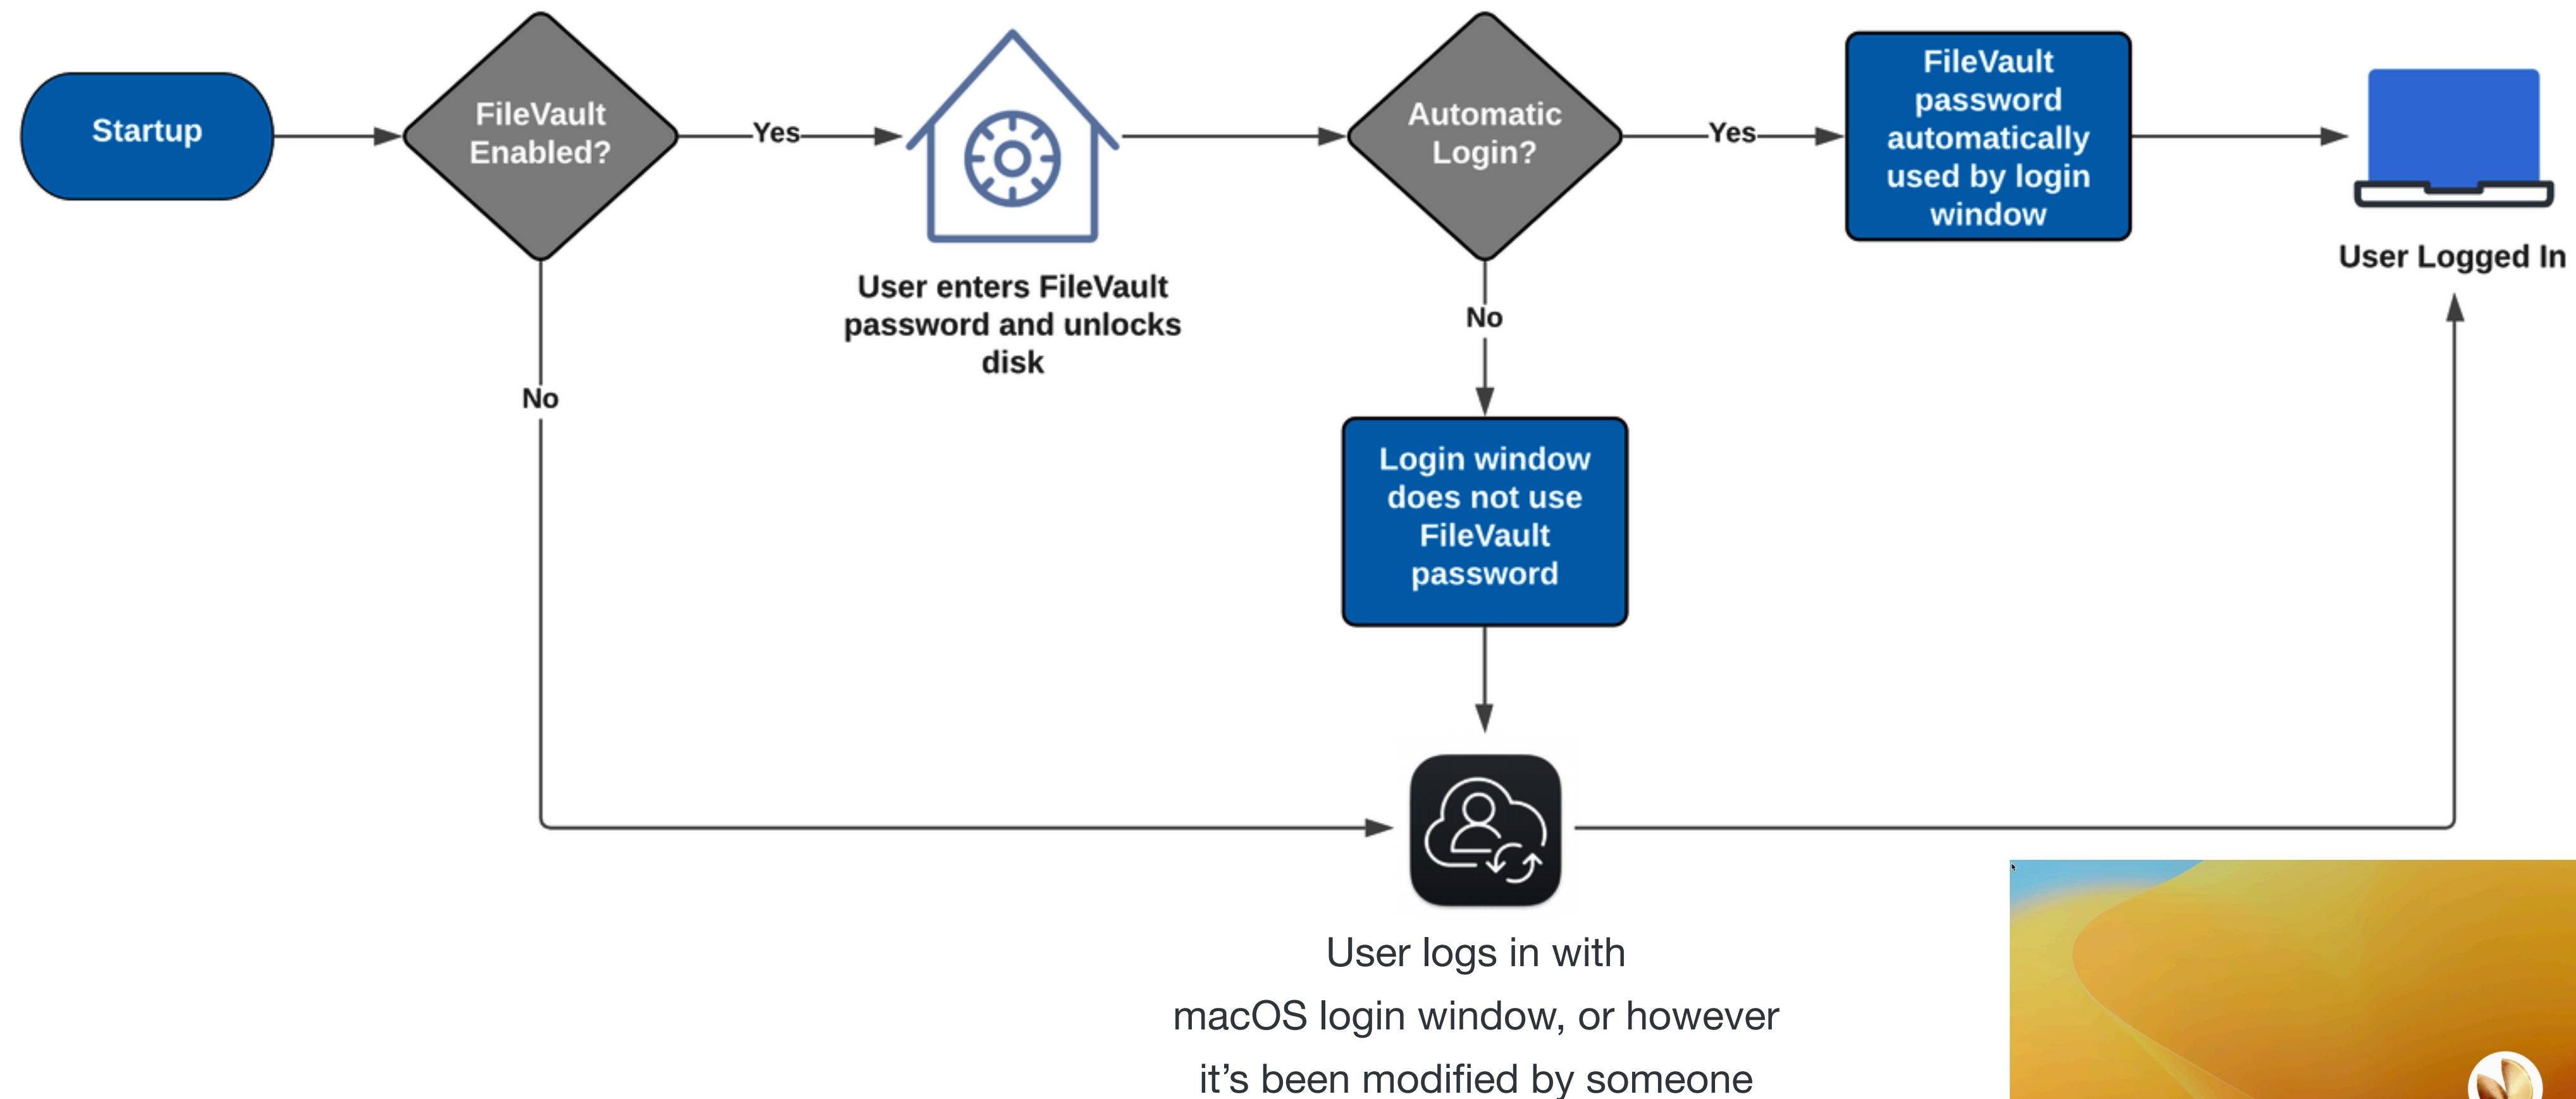 Startup
FileVault
Enabled?
Yes
User enters FileVault
password and unlocks
disk
Automatic
Login?
Yes
FileVault
password
automatically
used by login
window
User Logged In
No
No
Login window
does not use
FileVault
password
User logs in with
macOS login window, or however
it’s been modified by someone